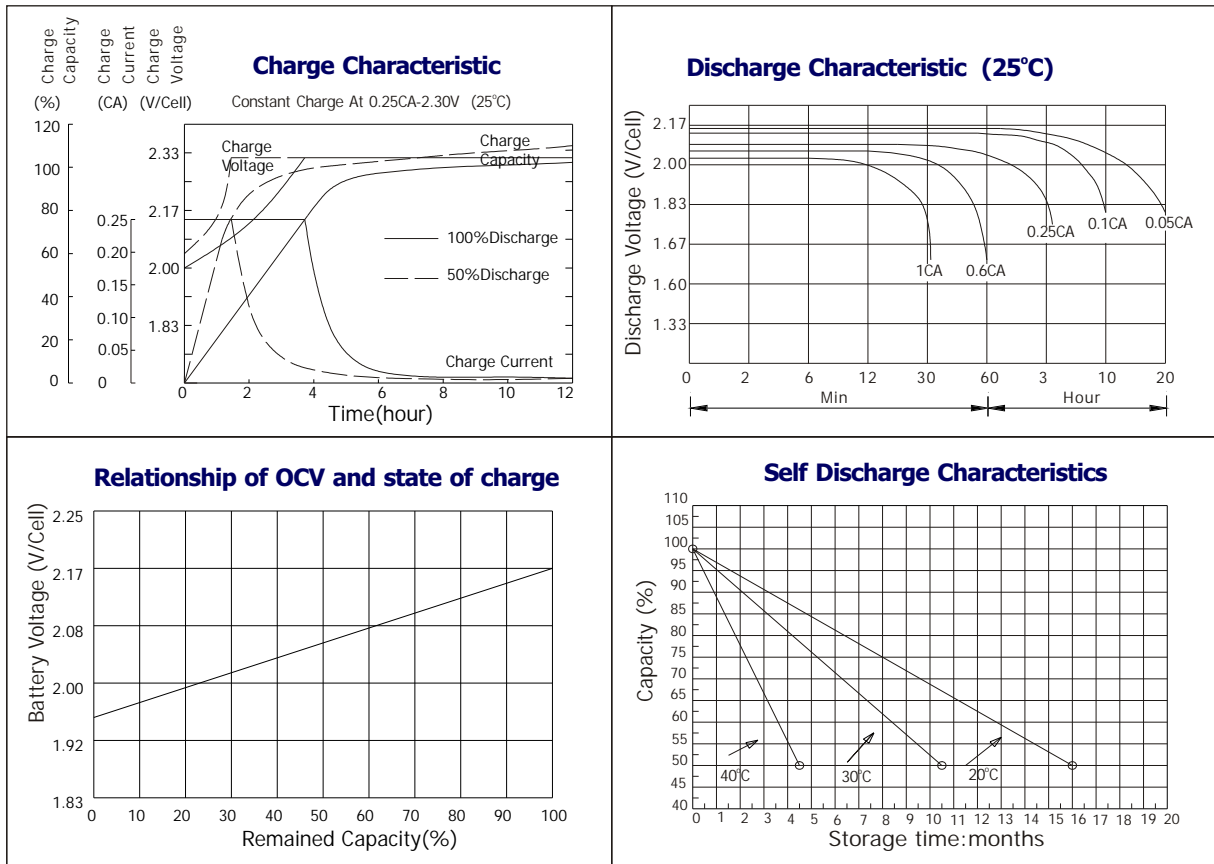 Charge
Capacity
Charge
Current
Charge
Voltage
Charge Characteristic
(%) (CA) (V/Cell) Constant Charge At 0.25CA-2.30V (25°C)
120
100
80
60
40
20
0
0.25
0.20
0.15
0.10
0.05
0
2.33
2.17
2.00
1.83
Charge
Voltage
Charge
Capacity
100%Discharge
50%Discharge
Charge Current
0 2 4 6 8 10 12
Time(hour)
Discharge Characteristic (25°C)
Discharge Voltage (V/Cell)
2.17
2.00
1.83
1.67
1.60
1.33
1CA 0.6CA 0.25CA 0.1CA 0.05CA
0 2 6 12 30 60 3 10 20
Min Hour
Relationship of OCV and state of charge
Battery Voltage (V/Cell)
2.25
2.17
2.08
2.00
1.92
1.83
0 10 20 30 40 50 60 70 80 90 100
Remained Capacity(%)
Self Discharge Characteristics
Capacity (%)
110
105
100
95
90
85
80
75
70
65
60
55
50
45
40
40°C 30°C 20°C
0 1 2 3 4 5 6 7 8 9 10 11 12 13 14 15 16 17 18 19 20
Storage time:months